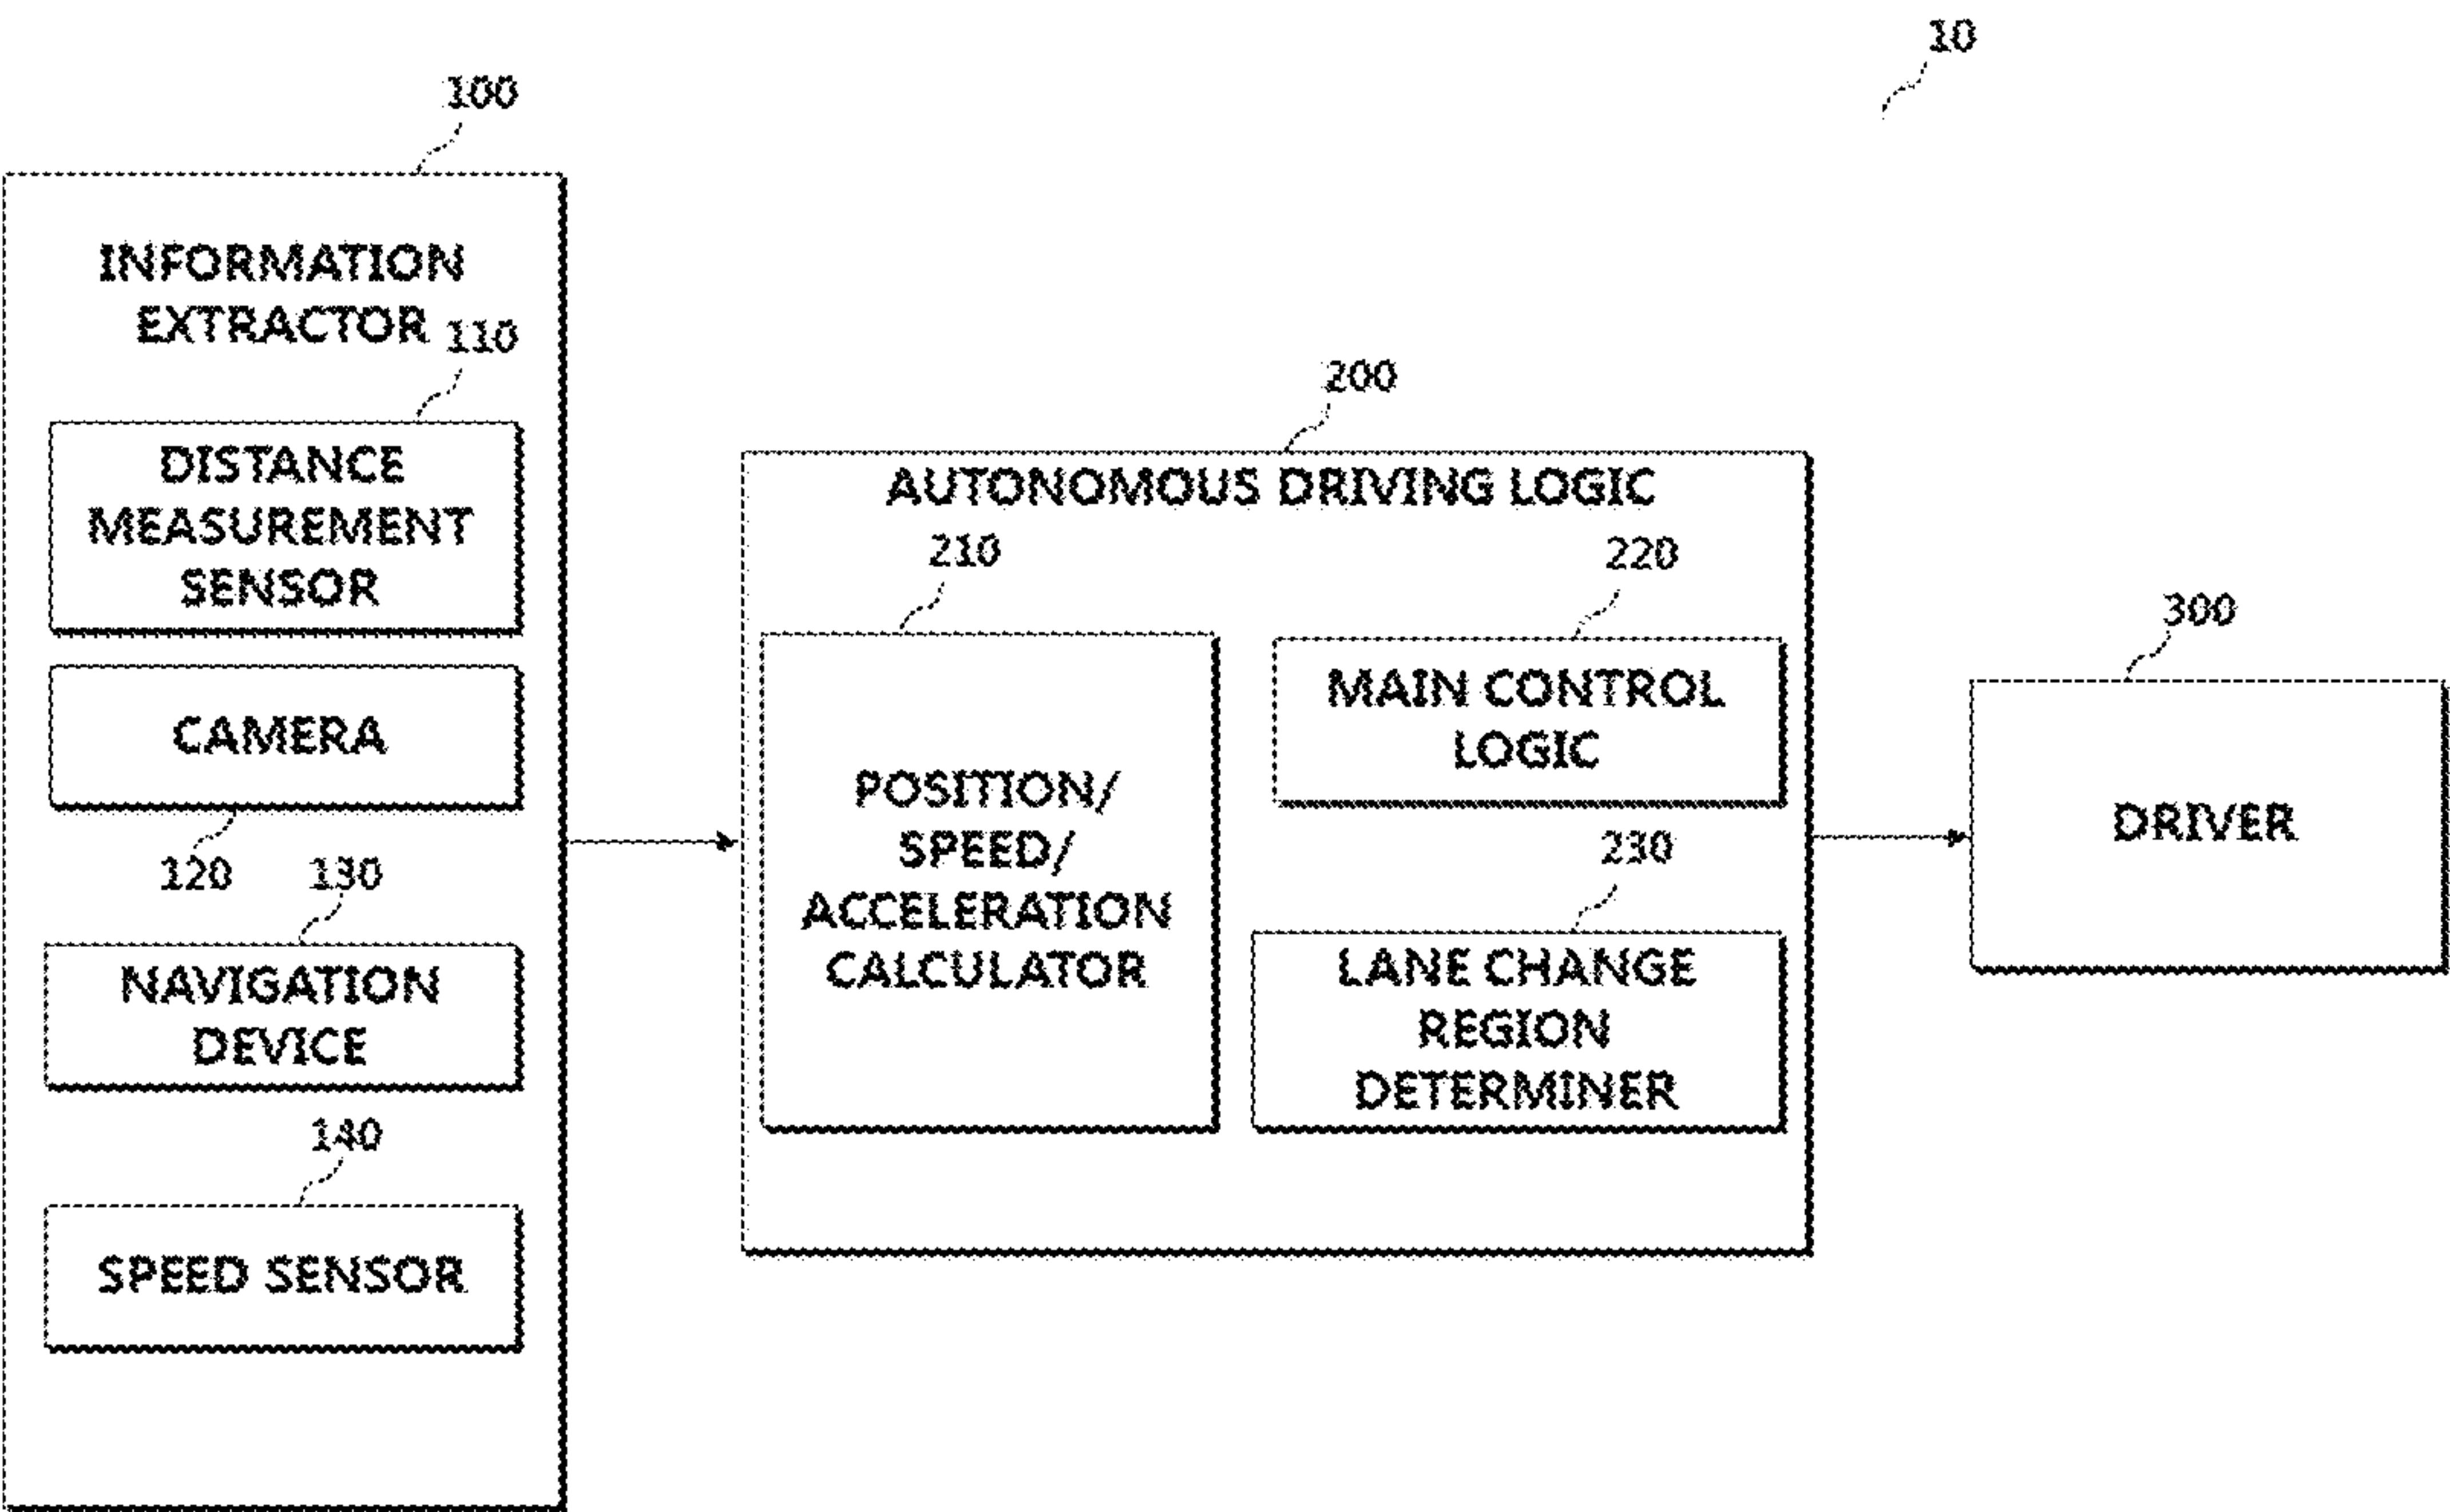 10
100
INFORMATION
EXTRACTOR
110
DISTANCE
MEASUREMENT
SENSOR
CAMERA
120
130
NAVIGATION
DEVICE
140
SPEED SENSOR
200
AUTONOMOUS DRIVING LOGIC
210
POSITION/
SPEED/
ACCELERATION
CALCULATOR
220
MAIN CONTROL
LOGIC
230
LANE CHANGE
REGION
DETERMINER
300
DRIVER